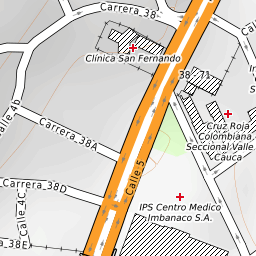 Carrera 38
Clínica San Fernando
38-71
Cruz Roja
Colombiana
Seccional Valle
Cauca
Calle 4b
Carrera 38A
Calle 5
Carrera 38D
Calle 4C
IPS Centro Medico
Imbanaco S.A.
Carrera 38E